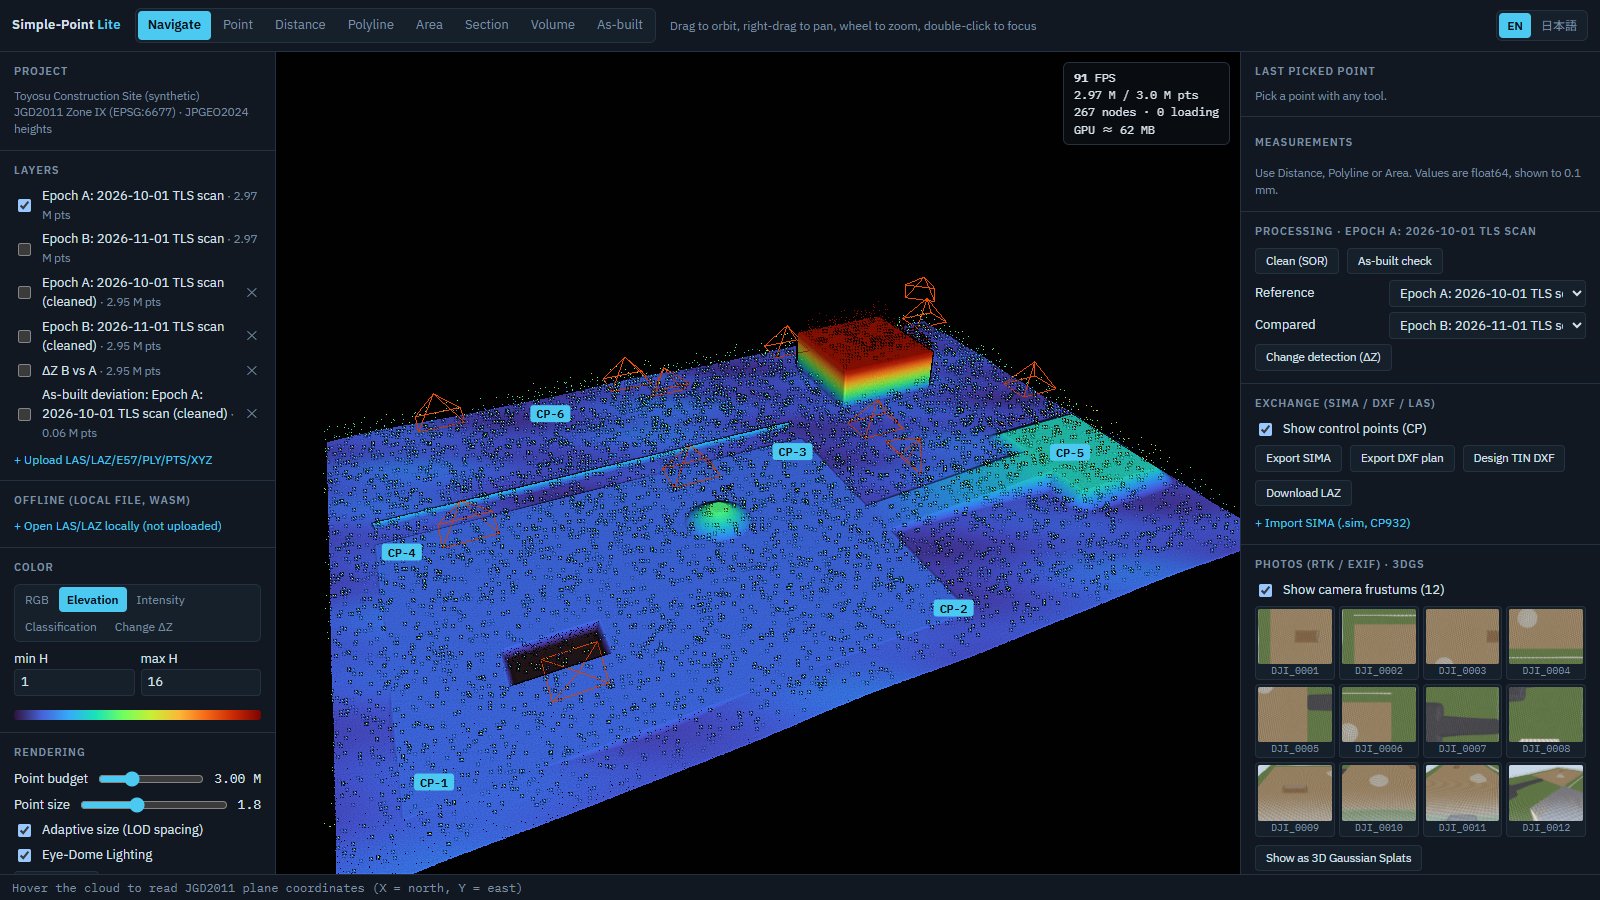 Simple-Point Lite
Navigate Point Distance Polyline Area Section Volume As-built
Drag to orbit, right-drag to pan, wheel to zoom, double-click to focus
EN 日本語
PROJECT
Toyosu Construction Site (synthetic)
JGD2011 Zone IX (EPSG:6677) · JPGEO2024
heights
LAYERS
Epoch A: 2026-10-01 TLS scan · 2.97
M pts
Epoch B: 2026-11-01 TLS scan · 2.97
M pts
Epoch A: 2026-10-01 TLS scan
(cleaned) · 2.95 M pts
Epoch B: 2026-11-01 TLS scan
(cleaned) · 2.95 M pts
ΔZ B vs A · 2.95 M pts
As-built deviation: Epoch A:
2026-10-01 TLS scan (cleaned) ·
0.06 M pts
+ Upload LAS/LAZ/E57/PLY/PTS/XYZ
OFFLINE (LOCAL FILE, WASM)
+ Open LAS/LAZ locally (not uploaded)
COLOR
RGB Elevation Intensity
Classification Change ΔZ
min H max H
1 16
RENDERING
Point budget 3.00 M
Point size 1.8
Adaptive size (LOD spacing)
Eye-Dome Lighting
91 FPS
2.97 M / 3.0 M pts
267 nodes · 0 loading
GPU ≈ 62 MB
CP-6
CP-3
CP-5
CP-4
CP-2
CP-1
LAST PICKED POINT
Pick a point with any tool.
MEASUREMENTS
Use Distance, Polyline or Area. Values are float64, shown to 0.1
mm.
PROCESSING · EPOCH A: 2026-10-01 TLS SCAN
Clean (SOR) As-built check
Reference Epoch A: 2026-10-01 TLS s
Compared Epoch B: 2026-11-01 TLS s
Change detection (ΔZ)
EXCHANGE (SIMA / DXF / LAS)
Show control points (CP)
Export SIMA Export DXF plan Design TIN DXF
Download LAZ
+ Import SIMA (.sim, CP932)
PHOTOS (RTK / EXIF) · 3DGS
Show camera frustums (12)
DJI_0001 DJI_0002 DJI_0003 DJI_0004
DJI_0005 DJI_0006 DJI_0007 DJI_0008
DJI_0009 DJI_0010 DJI_0011 DJI_0012
Show as 3D Gaussian Splats
Hover the cloud to read JGD2011 plane coordinates (X = north, Y = east)